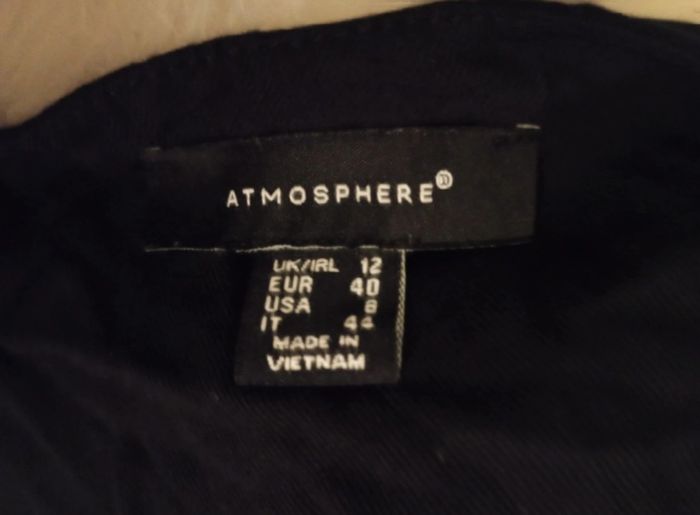 ATMOSPHERE®
UK/IRL 12
EUR 40
USA 8
IT 44
MADE IN
VIETNAM